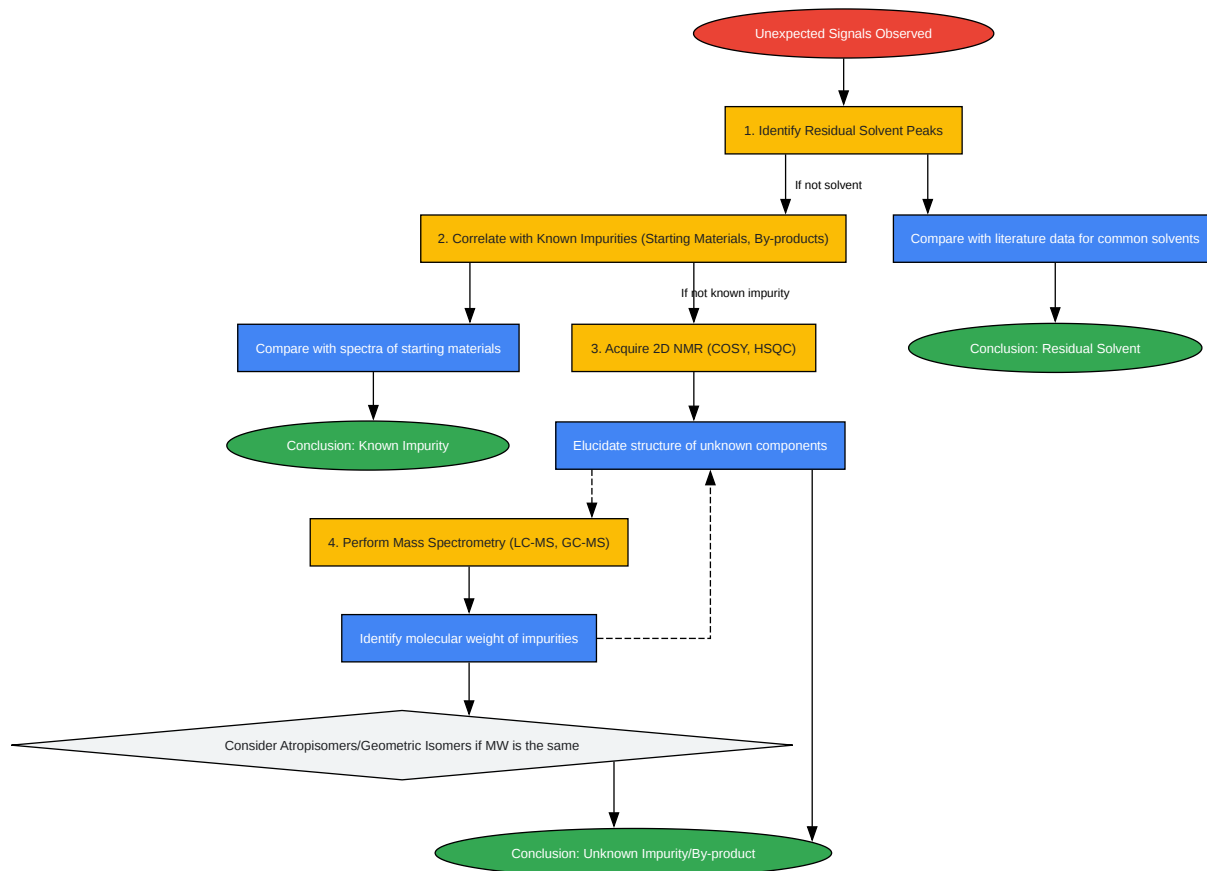 Unexpected Signals Observed
1. Identify Residual Solvent Peaks
If not solvent
2. Correlate with Known Impurities (Starting Materials, By-products)
Compare with literature data for common solvents
If not known impurity
Compare with spectra of starting materials
3. Acquire 2D NMR (COSY, HSQC)
Conclusion: Residual Solvent
Conclusion: Known Impurity
Elucidate structure of unknown components
4. Perform Mass Spectrometry (LC-MS, GC-MS)
Identify molecular weight of impurities
Consider Atropisomers/Geometric Isomers if MW is the same
Conclusion: Unknown Impurity/By-product